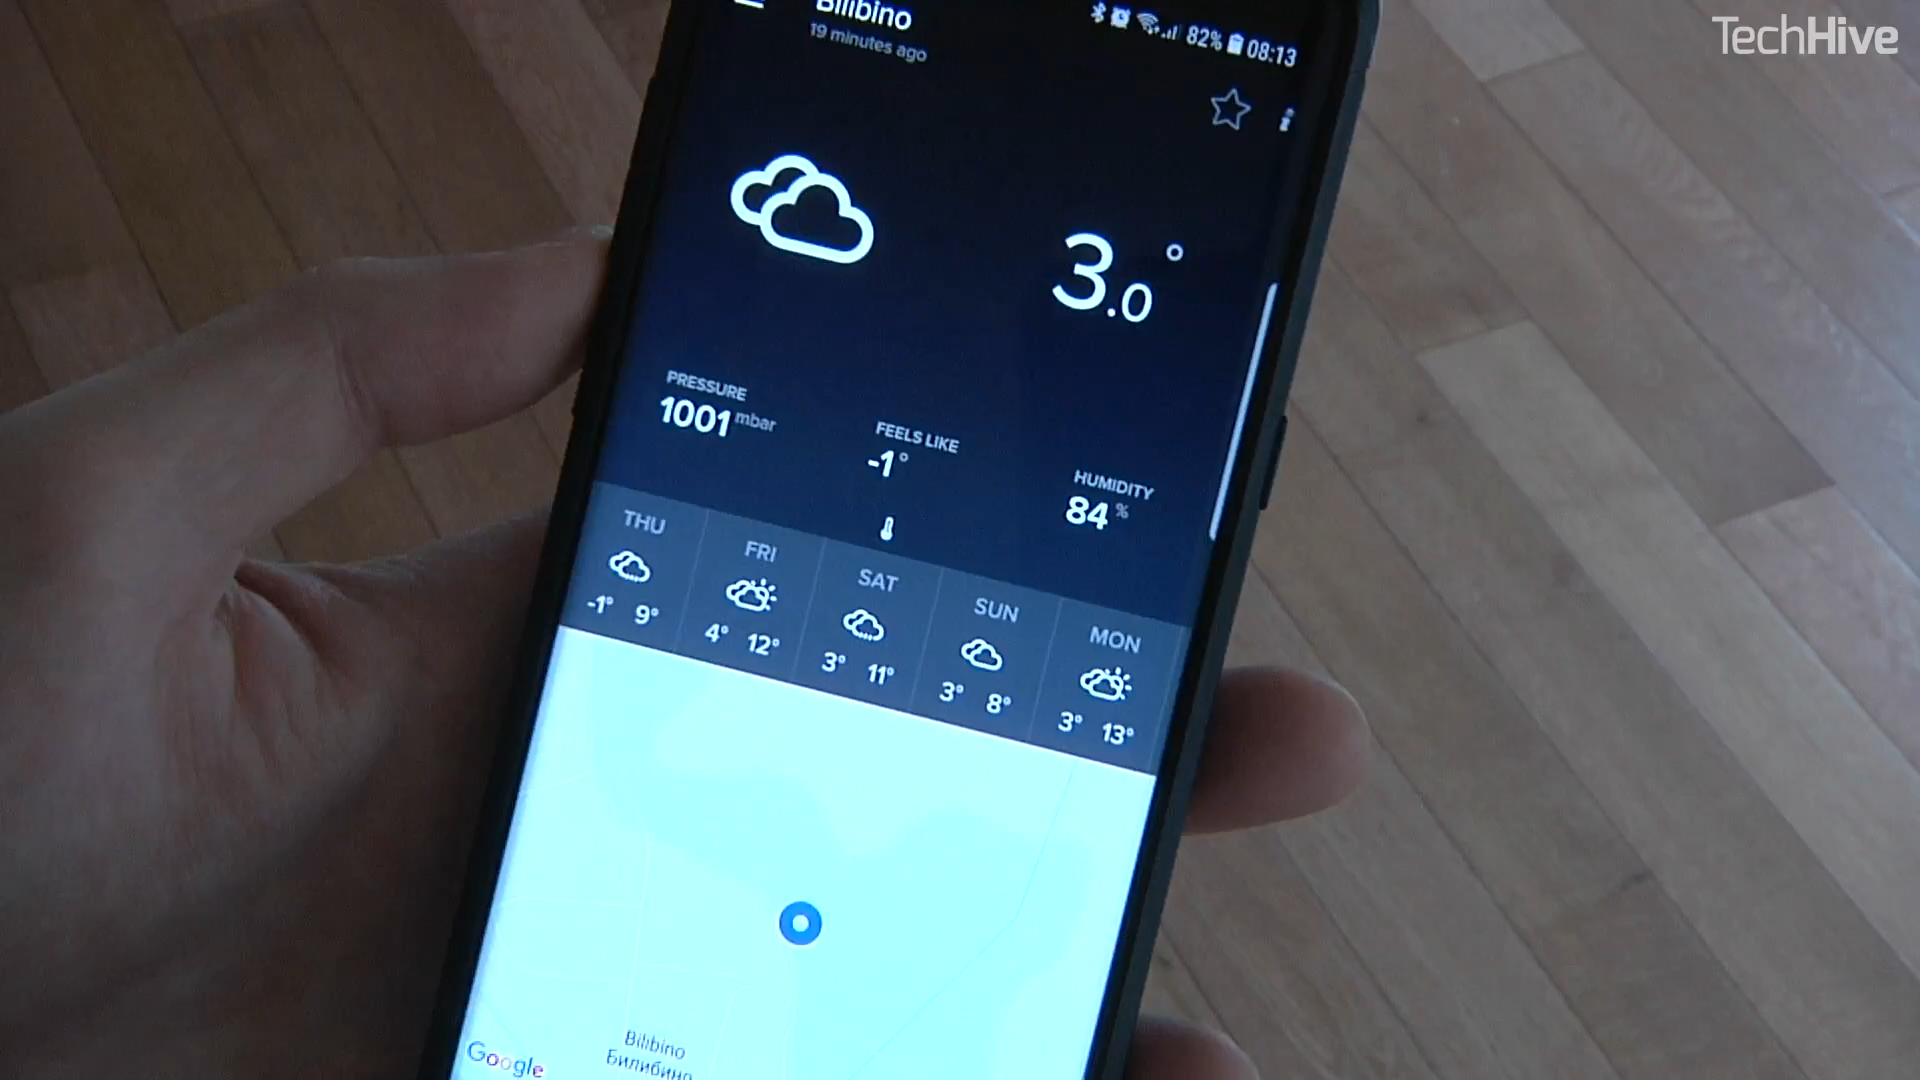 TechHive
Bilibino
82% 08:13
19 minutes ago
3.0°
PRESSURE
1001 mbar
FEELS LIKE
-1°
HUMIDITY
84 %
THU
-1° 9°
FRI
4° 12°
SAT
3° 11°
SUN
3° 8°
MON
3° 13°
Bilibino
Билибино
Google